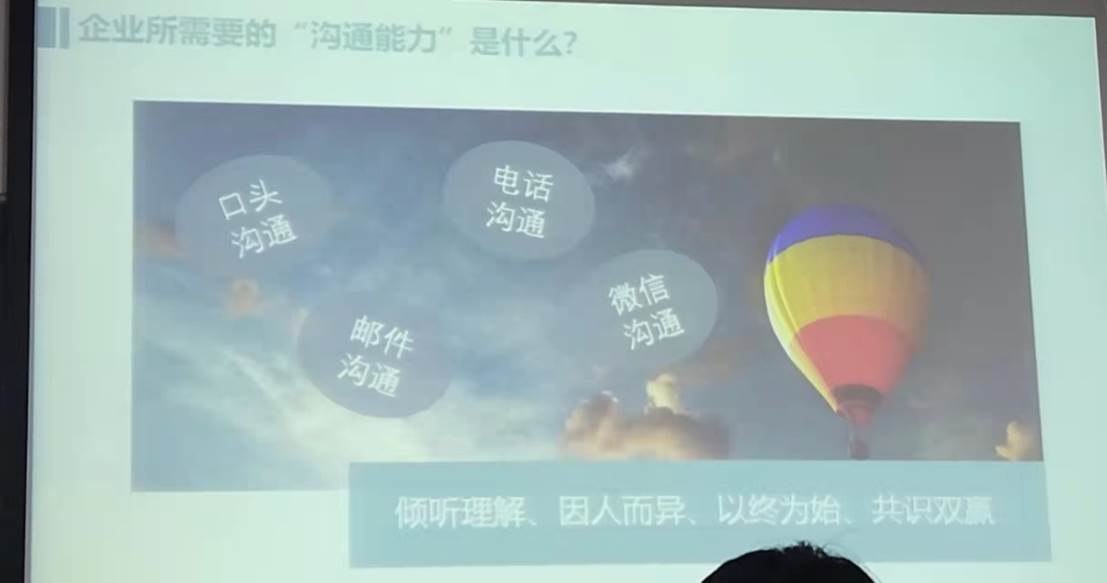 企业所需要的“沟通能力”是什么?
口头
沟通
电话
沟通
邮件
沟通
微信
沟通
倾听理解、因人而异、以终为始、共识双赢